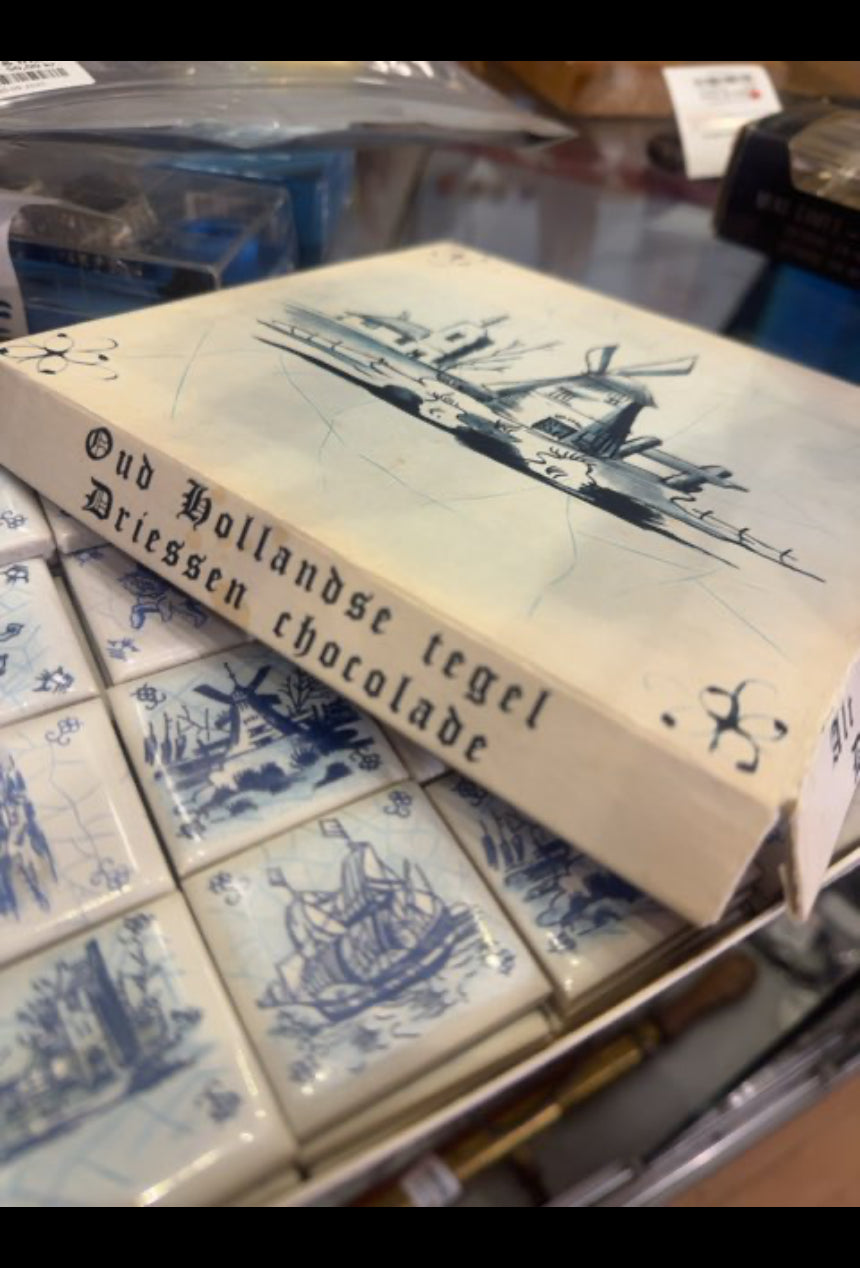 Oud Hollandse tegel
Driessen chocolade